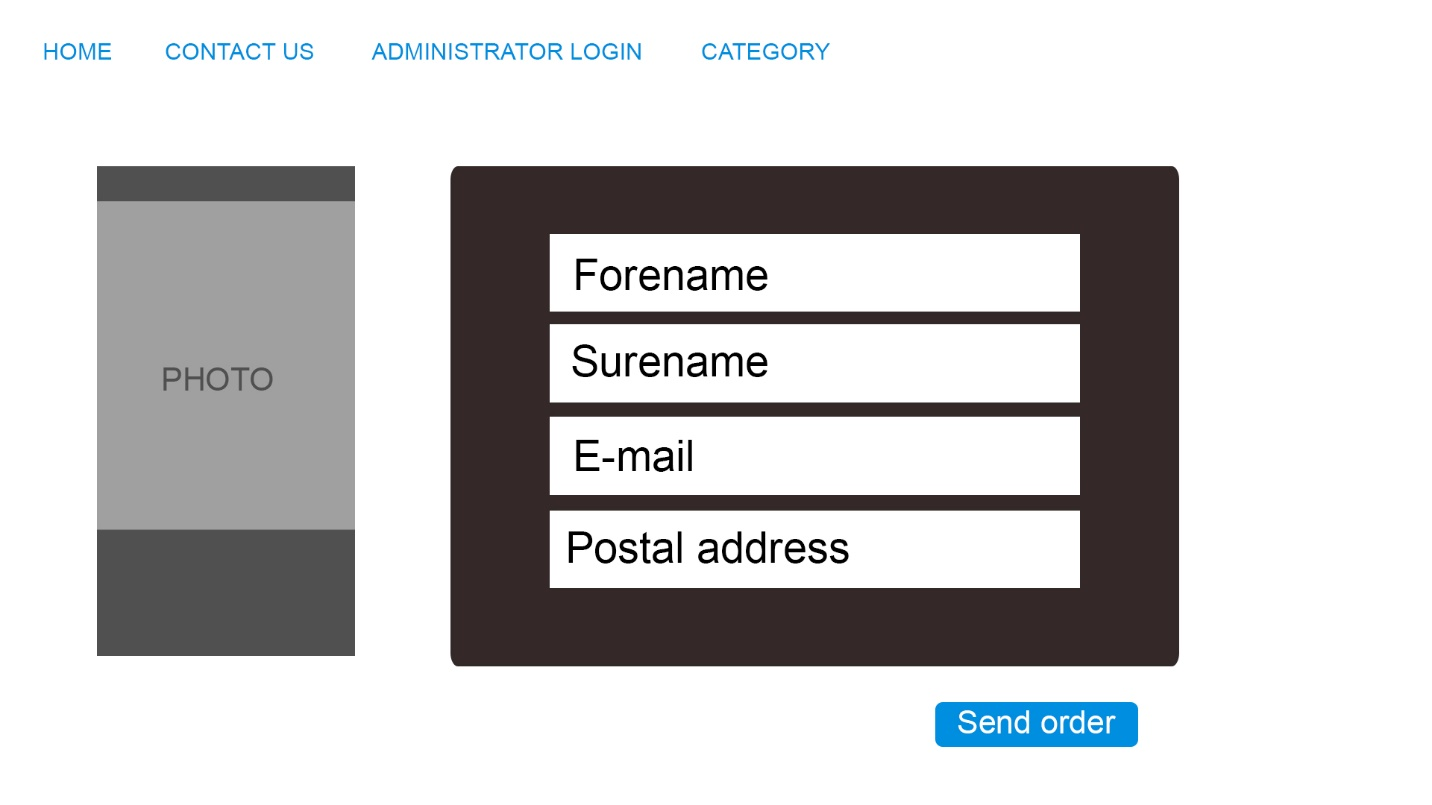 HOME CONTACT US ADMINISTRATOR LOGIN CATEGORY
PHOTO
Forename
Surename
E-mail
Postal address
Send order